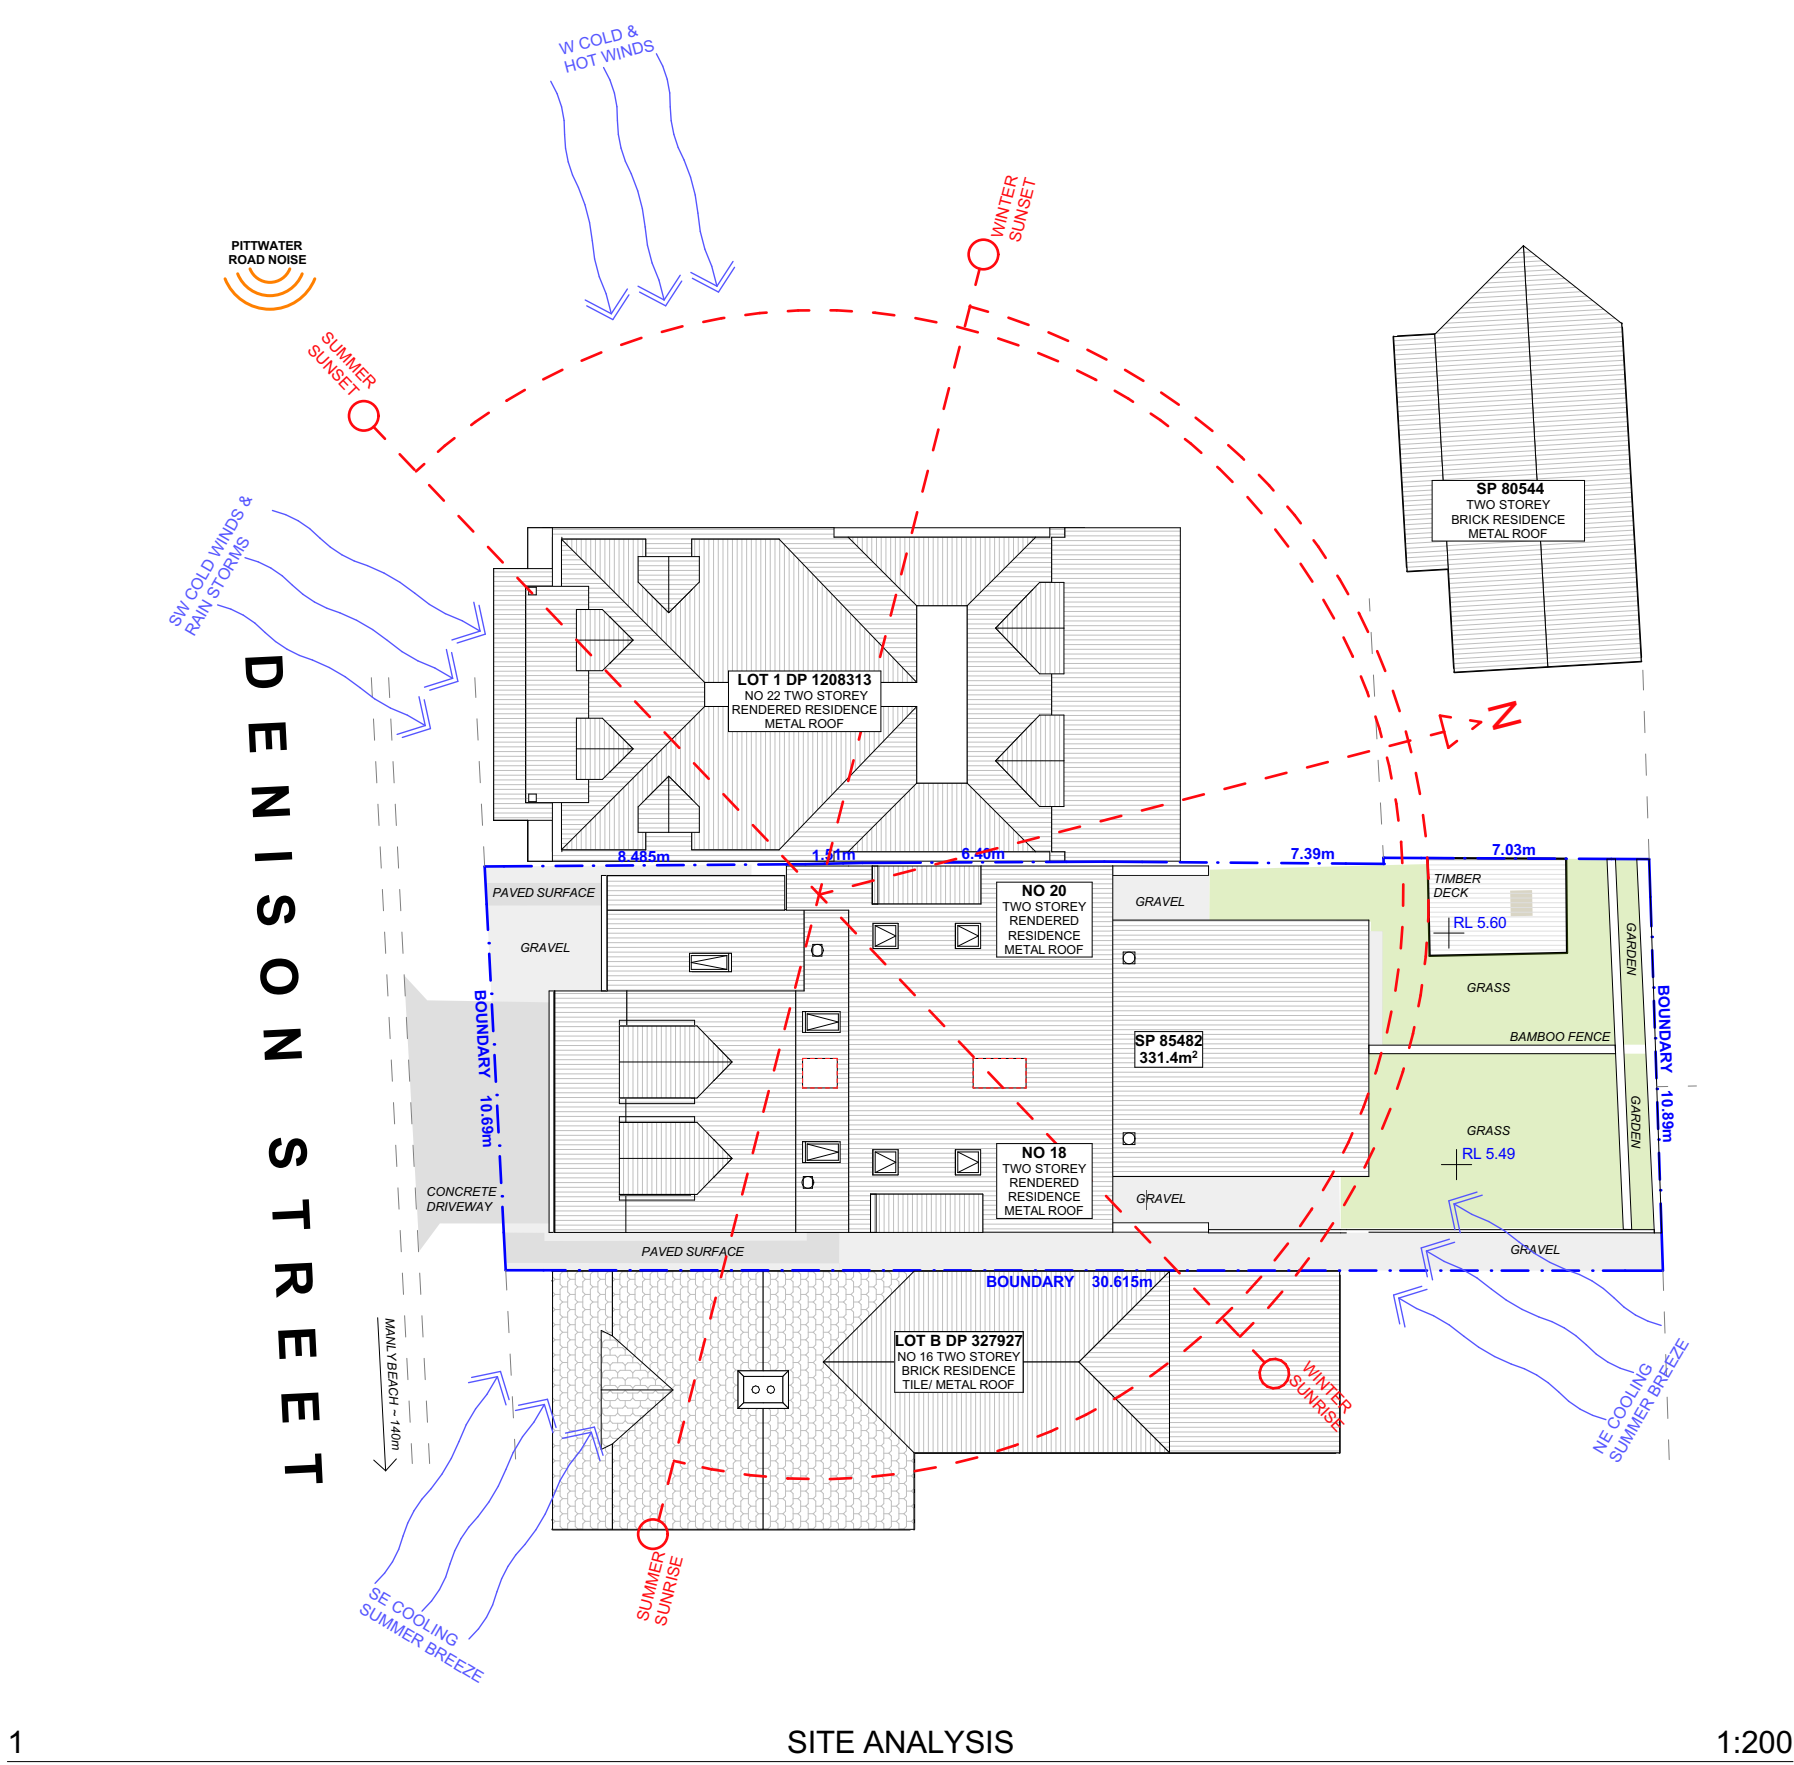 W COLD &
HOT WINDS
WINTER
SUNSET
PITTWATER
ROAD NOISE
SUMMER
SUNSET
SW COLD WINDS &
RAIN STORMS
SP 80544
TWO STOREY
BRICK RESIDENCE
METAL ROOF
DENISON STREET
LOT 1 DP 1208313
NO 22 TWO STOREY
RENDERED RESIDENCE
METAL ROOF
N
8.485m
1.51m
6.40m
7.39m
7.03m
PAVED SURFACE
GRAVEL
NO 20
TWO STOREY
RENDERED
RESIDENCE
METAL ROOF
GRAVEL
TIMBER
DECK
RL 5.60
GARDEN
GRASS
BOUNDARY 10.69m
SP 85482
331.4m²
BAMBOO FENCE
BOUNDARY 10.89m
GRASS
GARDEN
RL 5.49
NO 18
TWO STOREY
RENDERED
RESIDENCE
METAL ROOF
CONCRETE
DRIVEWAY
GRAVEL
PAVED SURFACE
GRAVEL
BOUNDARY 30.615m
MANLY BEACH ~ 140m
LOT B DP 327927
NO 16 TWO STOREY
BRICK RESIDENCE
TILE/ METAL ROOF
WINTER
SUNRISE
NE COOLING
SUMMER BREEZE
SUMMER
SUNRISE
SE COOLING
SUMMER BREEZE
1
SITE ANALYSIS
1:200